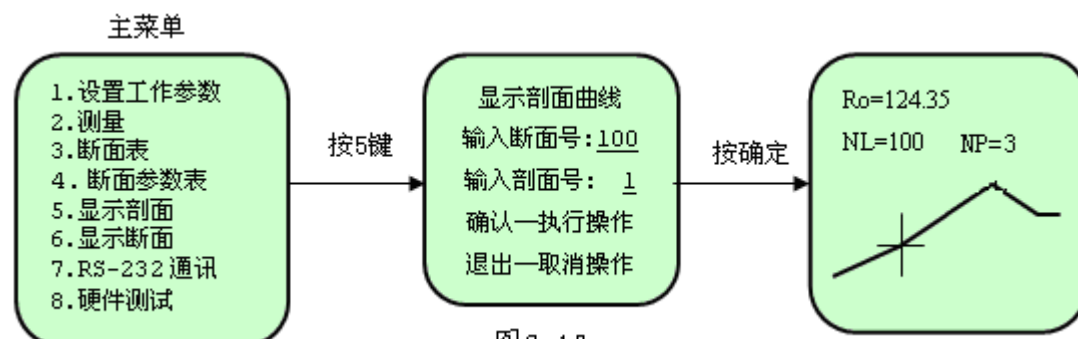 主菜单
1.设置工作参数
2.测量
3.断面表
4.断面参数表
5.显示剖面
6.显示断面
7.RS-232通讯
8.硬件测试
按5键
显示剖面曲线
输入断面号:100
输入剖面号: 1
确认—执行操作
退出—取消操作
按确定
Ro=124.35
NL=100 NP=3